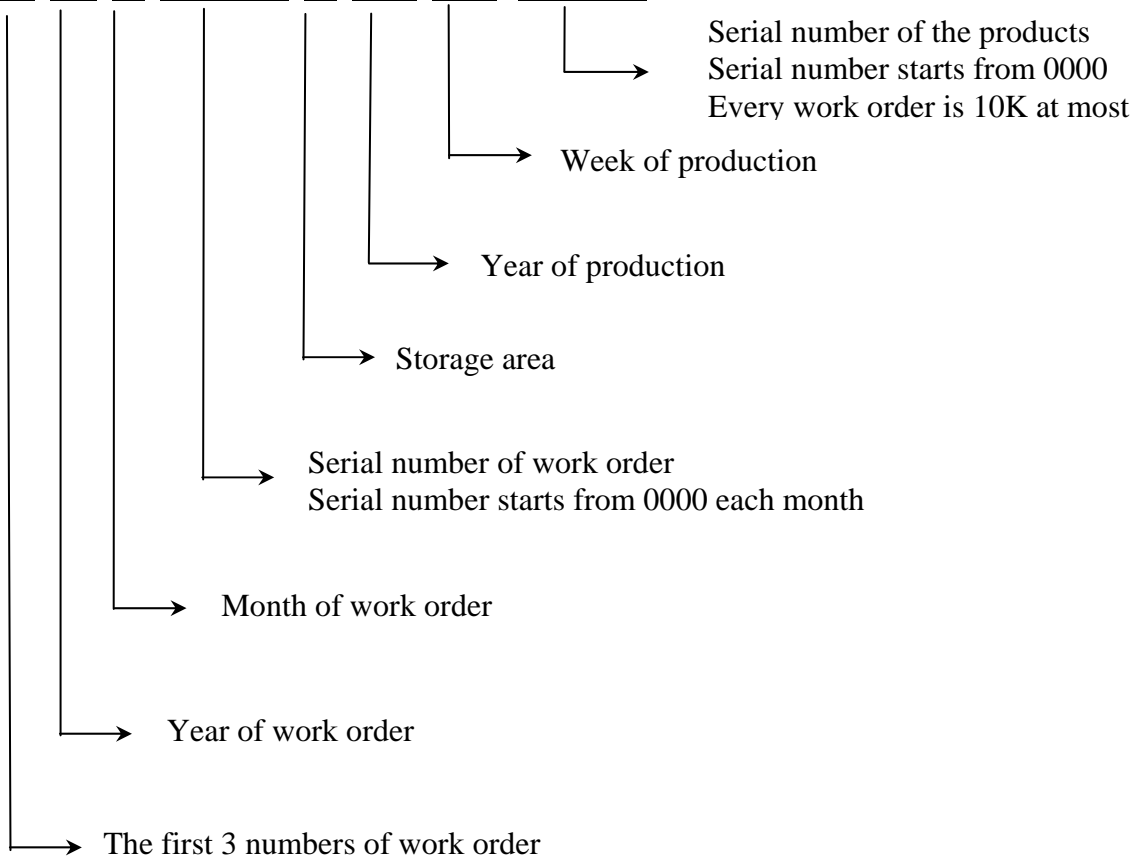 Serial number of the products
Serial number starts from 0000
Every work order is 10K at most
Week of production
Year of production
Storage area
Serial number of work order
Serial number starts from 0000 each month
Month of work order
Year of work order
The first 3 numbers of work order